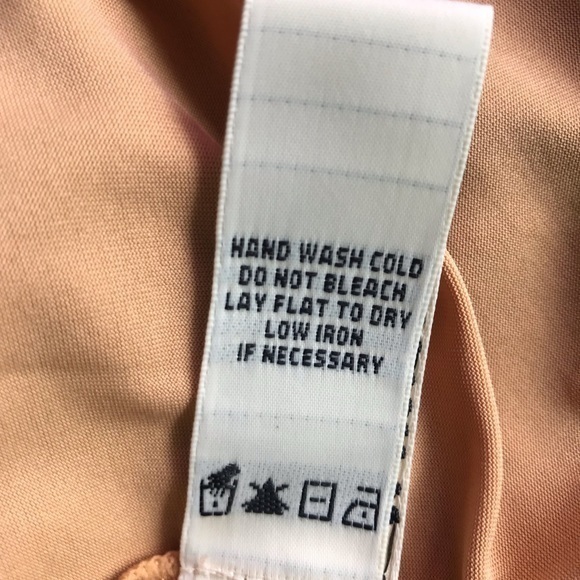 HAND WASH COLD
DO NOT BLEACH
LAY FLAT TO DRY
LOW IRON
IF NECESSARY